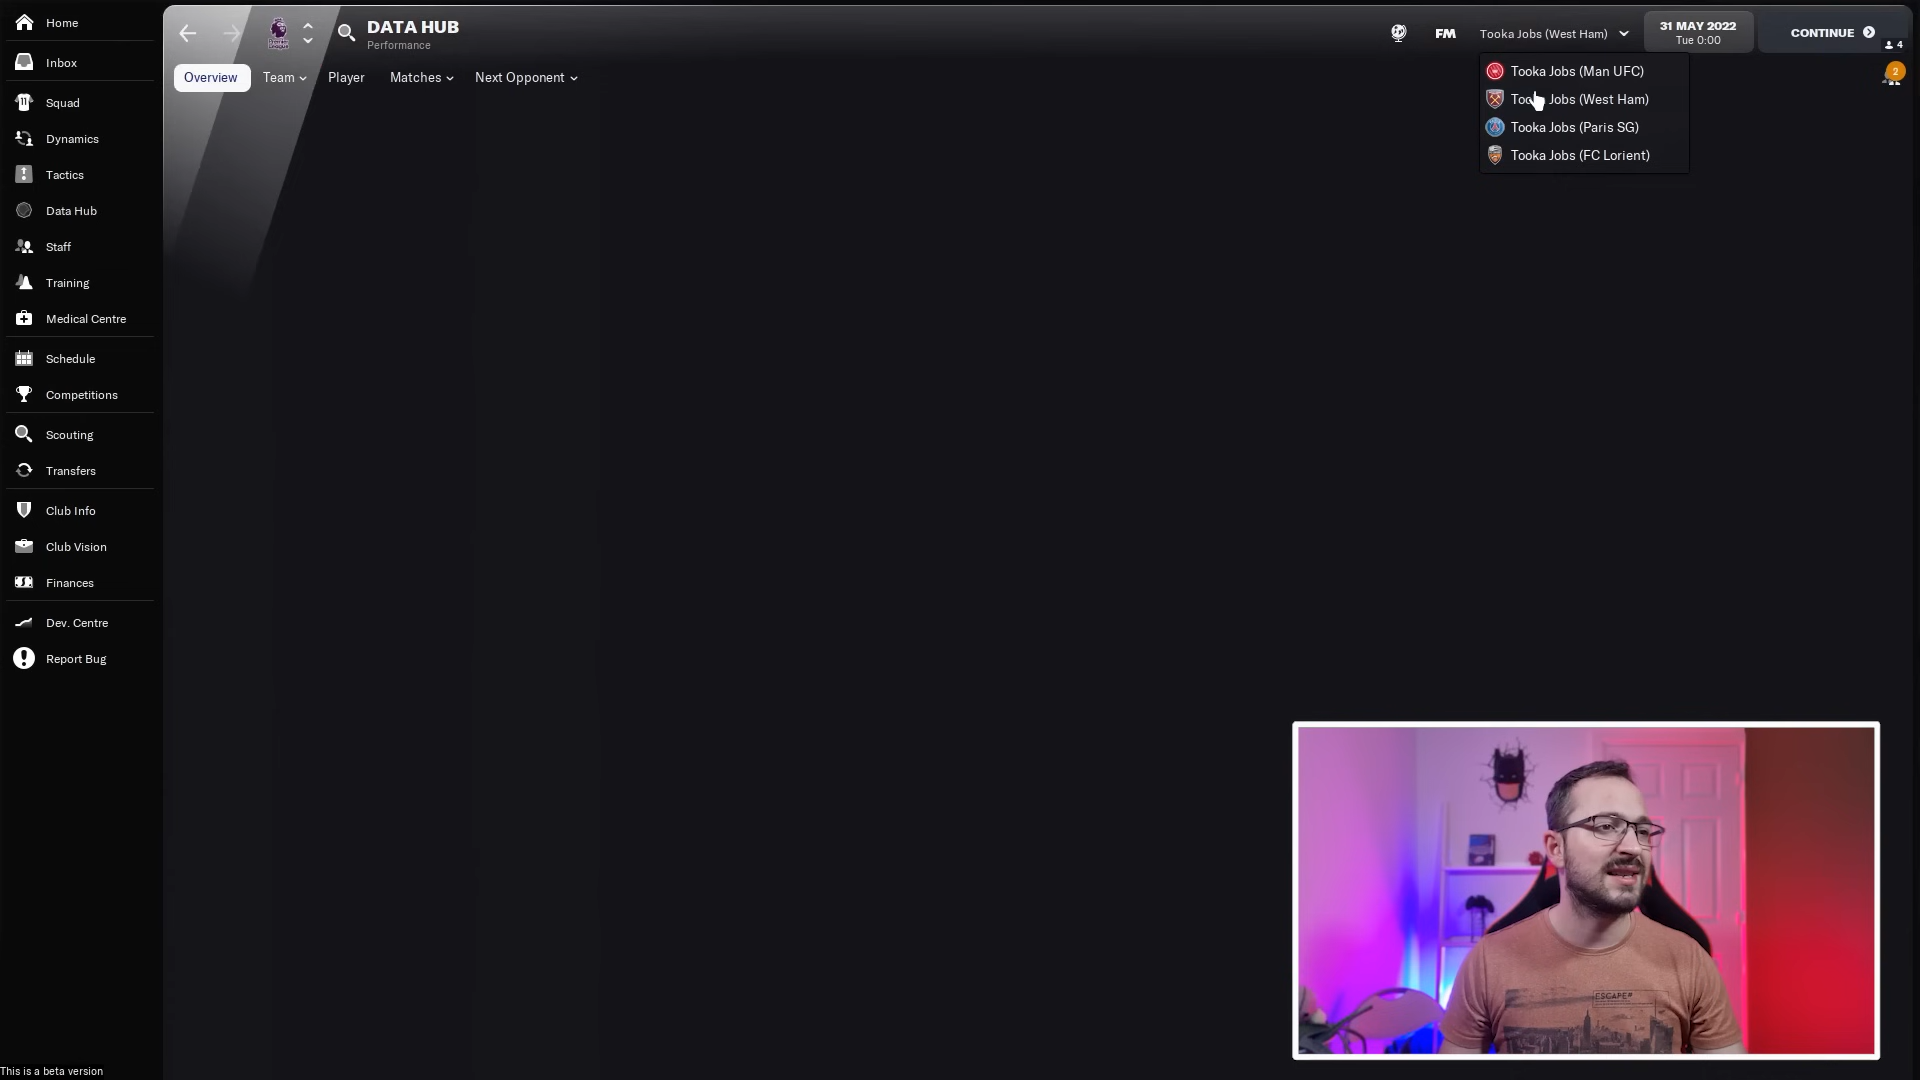 Home
Inbox
Squad
Dynamics
Tactics
Data Hub
Staff
Training
Medical Centre
Schedule
Competitions
Scouting
Transfers
Club Info
Club Vision
Finances
Dev. Centre
Report Bug
This is a beta version
DATA HUB
Performance
Overview
Team
Player
Matches
Next Opponent
FM
Tooka Jobs (West Ham)
31 MAY 2022
Tue 0:00
CONTINUE
4
2
Tooka Jobs (Man UFC)
Tooka Jobs (West Ham)
Tooka Jobs (Paris SG)
Tooka Jobs (FC Lorient)
ESCAPE#